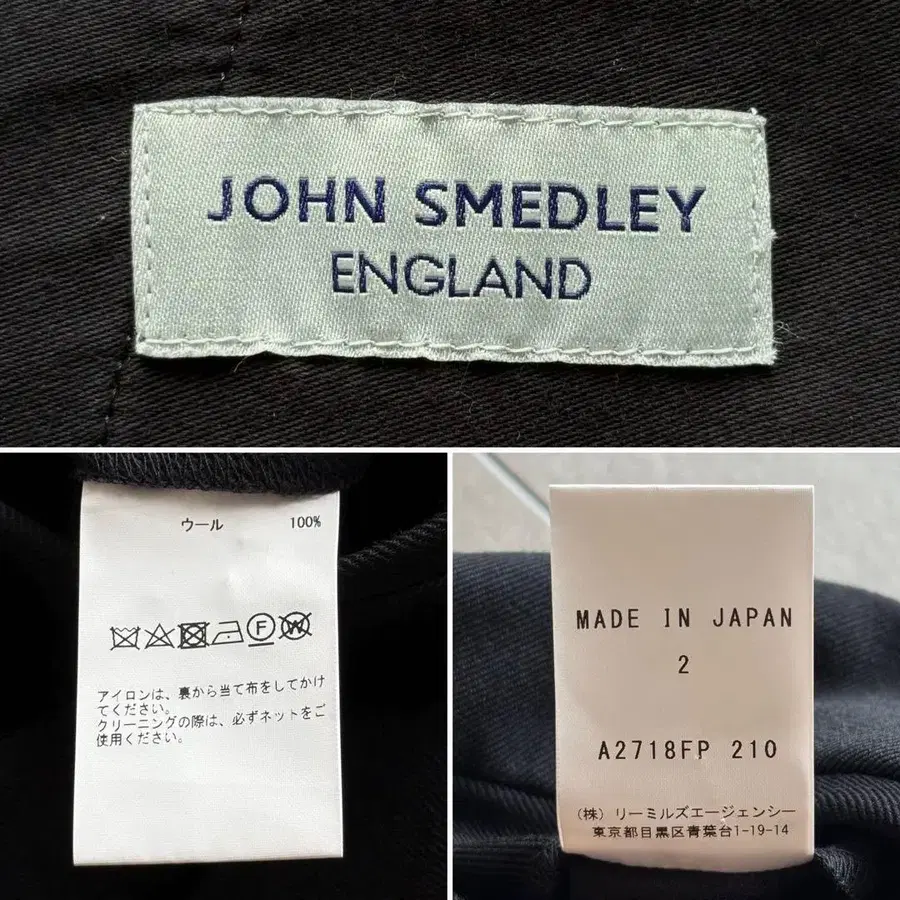 JOHN SMEDLEY
ENGLAND
ウール 100%
F W
アイロンは、裏から当て布をしてかけ
てください。
クリーニングの際は、必ずネットをご
使用ください。
MADE IN JAPAN
2
A2718FP 210
(株) リーミルズエージェンシー
東京都目黒区青葉台1-19-14